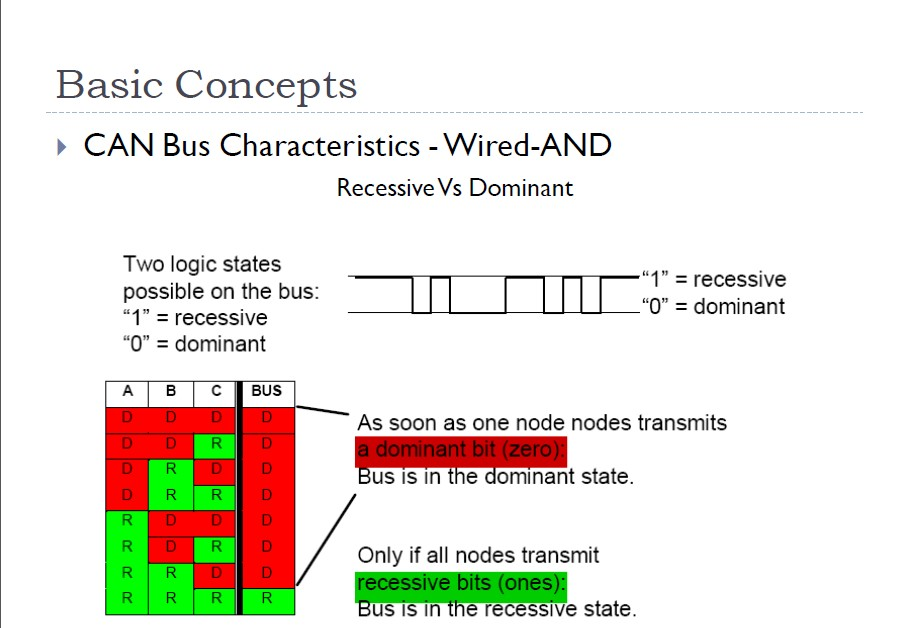 Basic Concepts
CAN Bus Characteristics - Wired-AND
Recessive Vs Dominant
Two logic states
possible on the bus:
“1” = recessive
“0” = dominant
“1” = recessive
“0” = dominant
A B C BUS
D D D D
D D R D
D R D D
D R R D
R D D D
R D R D
R R D D
R R R R
As soon as one node nodes transmits
a dominant bit (zero):
Bus is in the dominant state.
Only if all nodes transmit
recessive bits (ones):
Bus is in the recessive state.